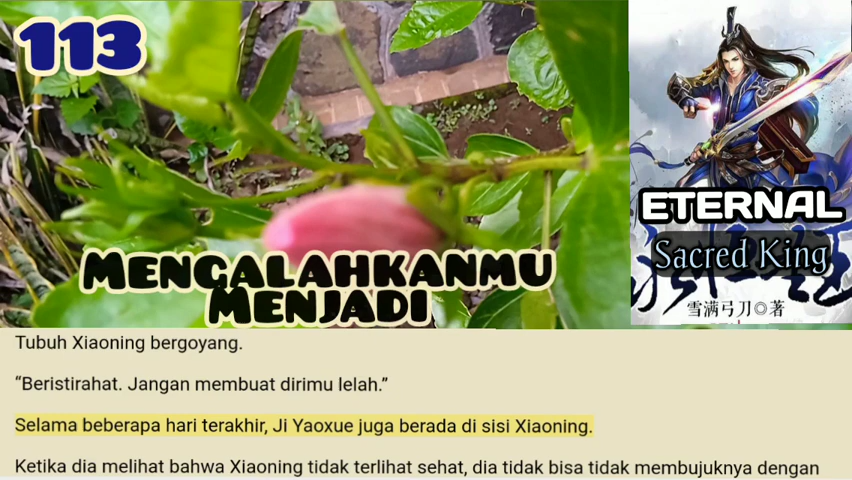 113
MENGALAHKANMU
MENJADI
ETERNAL
Sacred King
雪满弓刀◎著
Tubuh Xiaoning bergoyang.
“Beristirahat. Jangan membuat dirimu lelah.”
Selama beberapa hari terakhir, Ji Yaoxue juga berada di sisi Xiaoning.
Ketika dia melihat bahwa Xiaoning tidak terlihat sehat, dia tidak bisa tidak membujuknya dengan